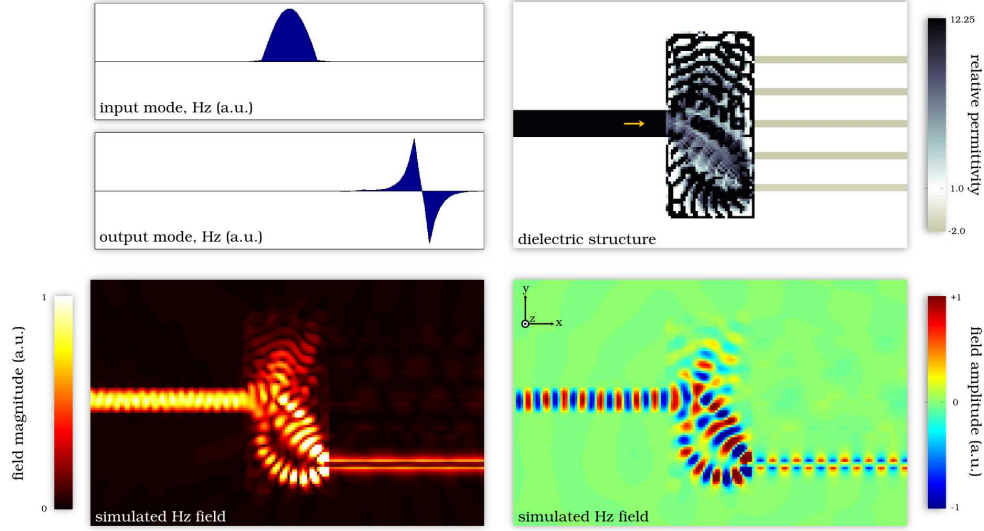 input mode, Hz (a.u.)
output mode, Hz (a.u.)
dielectric structure
12.25
1.0
-2.0
relative permittivity
1
0
field magnitude (a.u.)
simulated Hz field
y
z
x
simulated Hz field
+1
0
-1
field amplitude (a.u.)